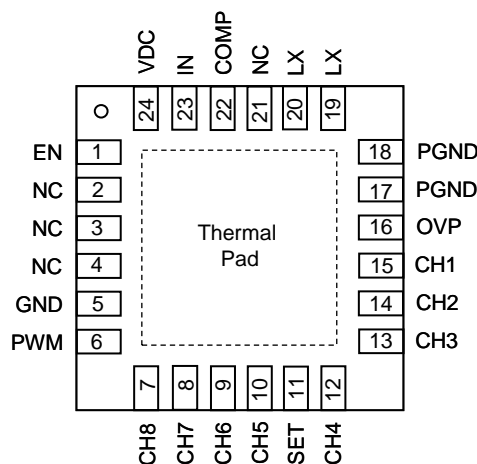 VDC IN COMP NC LX LX
24 23 22 21 20 19
EN 1 18 PGND
NC 2 17 PGND
NC 3 16 OVP
NC 4 15 CH1
GND 5 14 CH2
PWM 6 13 CH3
Thermal
Pad
7 8 9 10 11 12
CH8 CH7 CH6 CH5 SET CH4